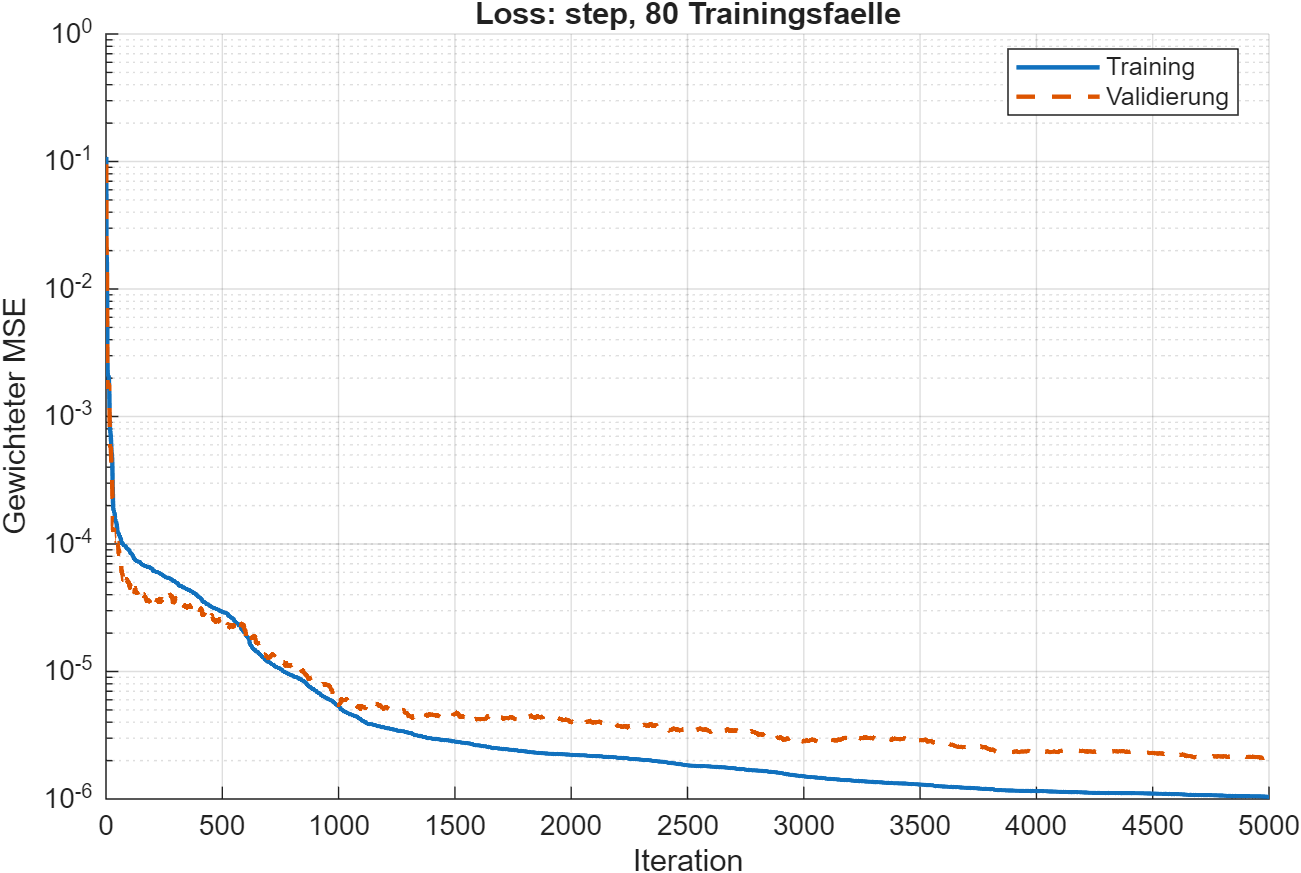 Loss: step, 80 Trainingsfaelle
Training
Validierung
Gewichteter MSE
10^0
10^-1
10^-2
10^-3
10^-4
10^-5
10^-6
0 500 1000 1500 2000 2500 3000 3500 4000 4500 5000
Iteration